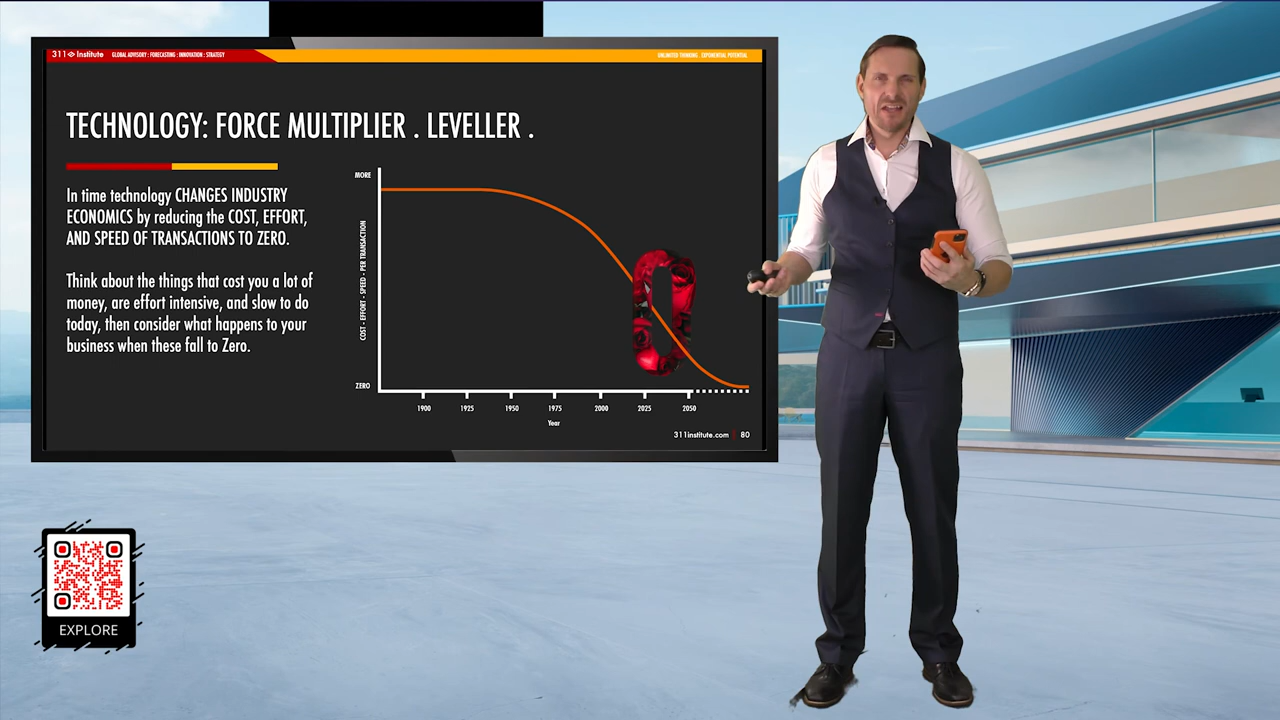 311 Institute
GLOBAL ADVISORY : FORECASTING : INNOVATION : STRATEGY
UNLIMITED THINKING . EXPONENTIAL POTENTIAL
TECHNOLOGY: FORCE MULTIPLIER . LEVELLER .
In time technology CHANGES INDUSTRY
ECONOMICS by reducing the COST, EFFORT,
AND SPEED OF TRANSACTIONS TO ZERO.
Think about the things that cost you a lot of
money, are effort intensive, and slow to do
today, then consider what happens to your
business when these fall to Zero.
MORE
COST - EFFORT - SPEED - PER TRANSACTION
ZERO
0
1900 1925 1950 1975 2000 2025 2050
Year
311institute.com | 80
EXPLORE